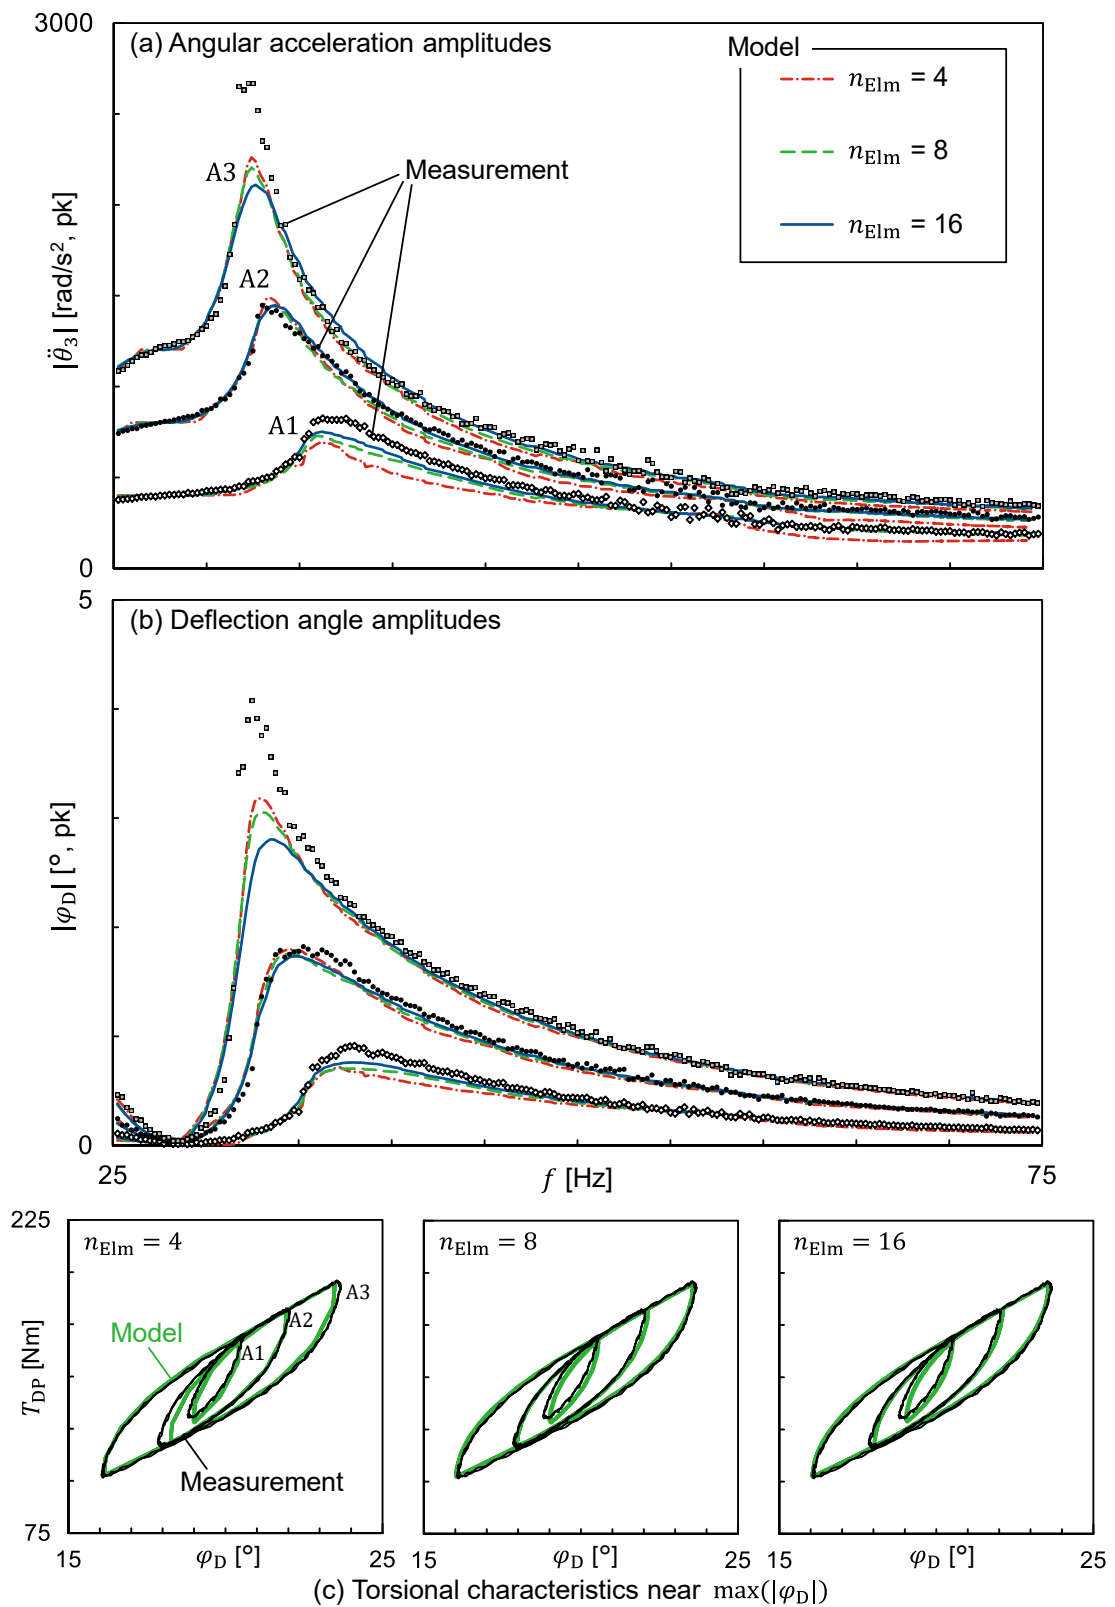 3000
(a) Angular acceleration amplitudes
Model
n_Elm = 4
n_Elm = 8
n_Elm = 16
A3
Measurement
A2
A1
|θ̈₃| [rad/s², pk]
0
5
(b) Deflection angle amplitudes
|φ_D| [°, pk]
0
25
f [Hz]
75
225
n_Elm = 4
n_Elm = 8
n_Elm = 16
A3
A2
Model
A1
T_DP [Nm]
Measurement
75
15
φ_D [°]
25
15
φ_D [°]
25
15
φ_D [°]
25
(c) Torsional characteristics near max(|φ_D|)